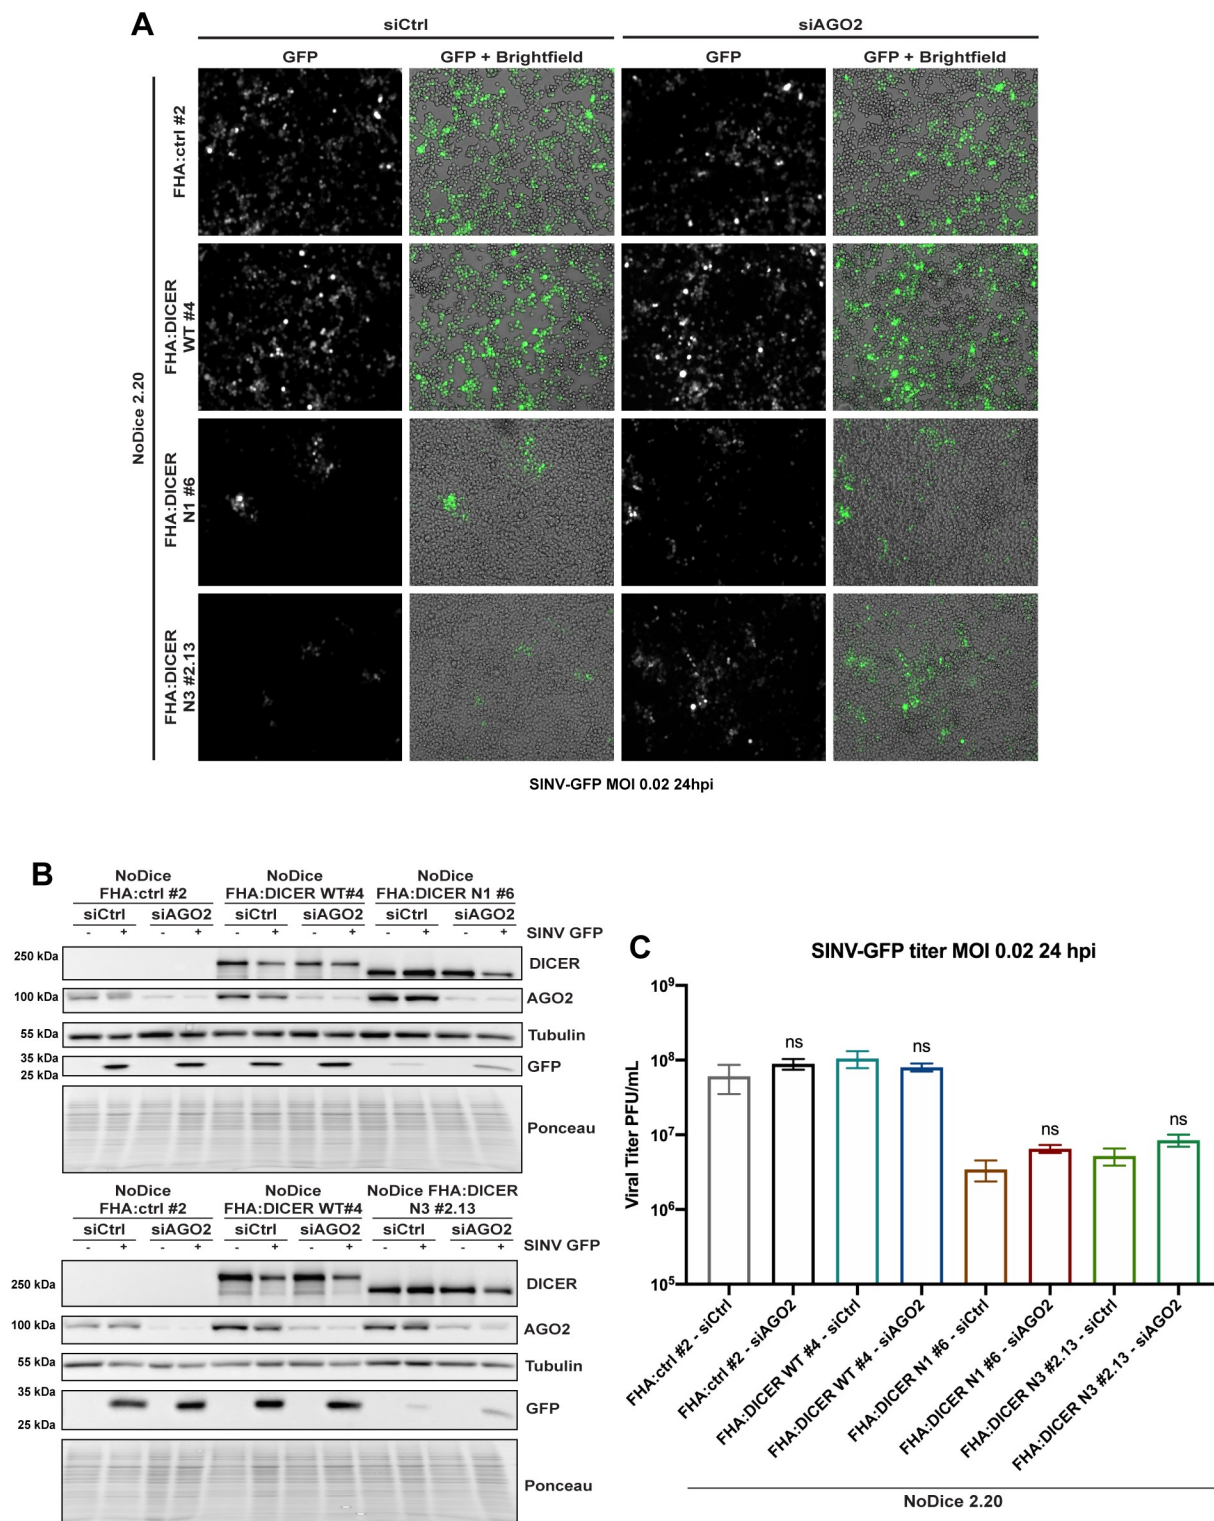 A
siCtrl
siAGO2
GFP
GFP + Brightfield
GFP
GFP + Brightfield
NoDice 2.20
FHA:ctrl #2
FHA:DICER
WT #4
FHA:DICER
N1 #6
FHA:DICER
N3 #2.13
SINV-GFP MOI 0.02 24hpi
B
NoDice
FHA:ctrl #2
NoDice
FHA:DICER WT#4
NoDice
FHA:DICER N1 #6
siCtrl siAGO2 siCtrl siAGO2 siCtrl siAGO2
- + - + - + - + - + - + SINV GFP
250 kDa DICER
100 kDa AGO2
55 kDa Tubulin
35 kDa
25 kDa
GFP
Ponceau
NoDice
FHA:ctrl #2
NoDice
FHA:DICER WT#4
NoDice FHA:DICER
N3 #2.13
siCtrl siAGO2 siCtrl siAGO2 siCtrl siAGO2
- + - + - + - + - + - + SINV GFP
250 kDa DICER
100 kDa AGO2
55 kDa Tubulin
35 kDa
25 kDa
GFP
Ponceau
C
SINV-GFP titer MOI 0.02 24 hpi
Viral Titer PFU/mL
10⁹
10⁸
10⁷
10⁶
10⁵
ns
ns
ns
ns
FHA:ctrl #2 - siCtrl
FHA:ctrl #2 - siAGO2
FHA:DICER WT #4 - siCtrl
FHA:DICER WT #4 - siAGO2
FHA:DICER N1 #6 - siCtrl
FHA:DICER N1 #6 - siAGO2
FHA:DICER N3 #2.13 - siCtrl
FHA:DICER N3 #2.13 - siAGO2
NoDice 2.20